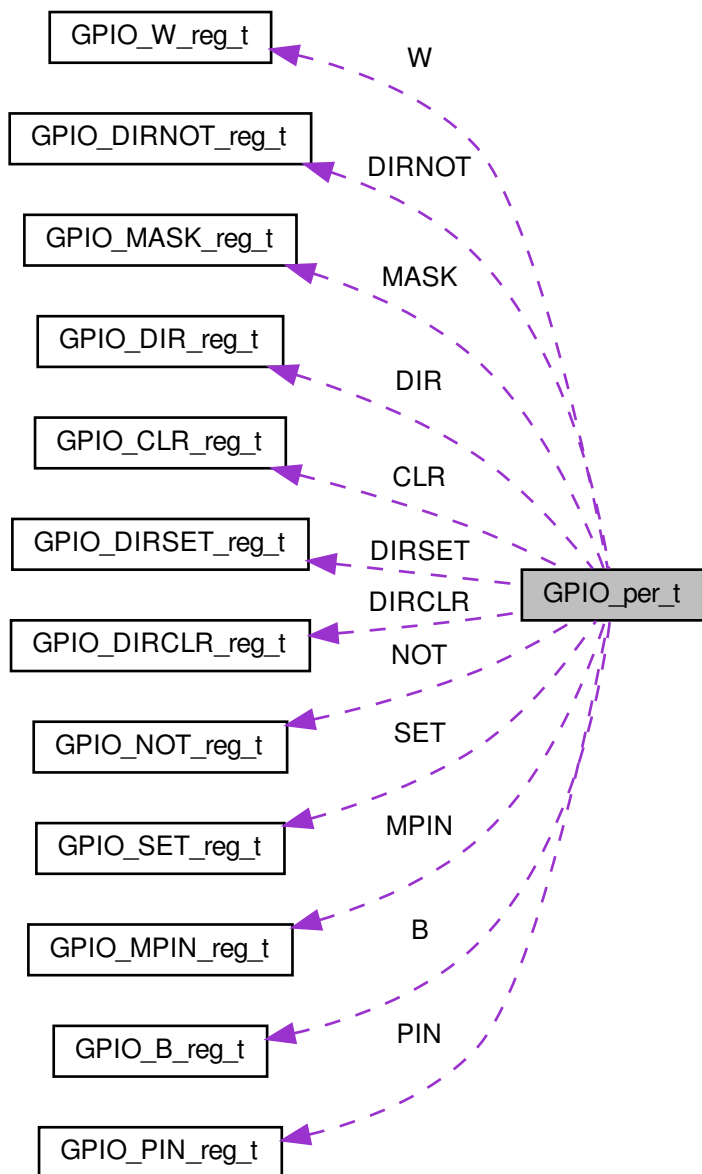 GPIO_W_reg_t
W
GPIO_DIRNOT_reg_t
DIRNOT
GPIO_MASK_reg_t
MASK
GPIO_DIR_reg_t
DIR
GPIO_CLR_reg_t
CLR
GPIO_DIRSET_reg_t
DIRSET
GPIO_per_t
DIRCLR
GPIO_DIRCLR_reg_t
NOT
GPIO_NOT_reg_t
SET
GPIO_SET_reg_t
MPIN
GPIO_MPIN_reg_t
B
GPIO_B_reg_t
PIN
GPIO_PIN_reg_t